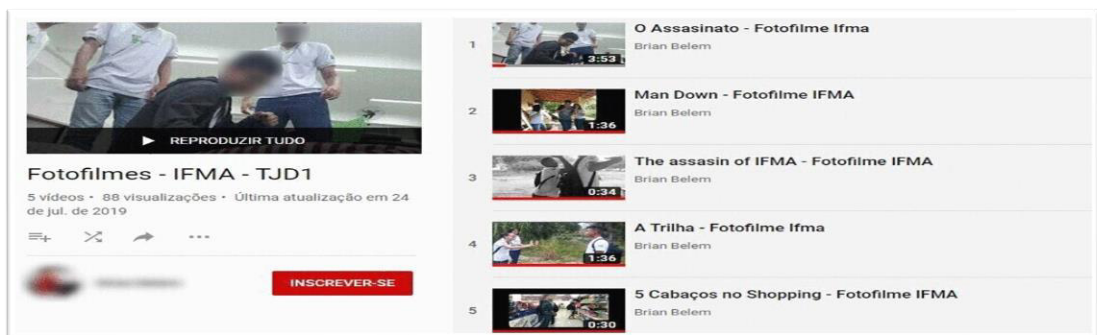 REPRODUZIR TUDO
Fotofilmes - IFMA - TJD1
5 vídeos • 88 visualizações • Última atualização em 24
de jul. de 2019
INSCREVER-SE
1
3:53
O Assasinato - Fotofilme Ifma
Brian Belem
2
1:36
Man Down - Fotofilme IFMA
Brian Belem
3
0:34
The assasin of IFMA - Fotofilme IFMA
Brian Belem
4
1:36
A Trilha - Fotofilme Ifma
Brian Belem
5
0:30
5 Cabaços no Shopping - Fotofilme IFMA
Brian Belem